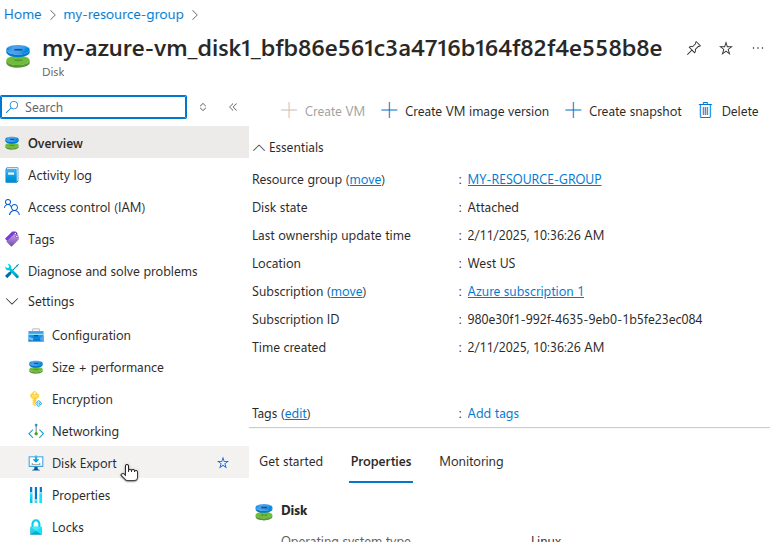 Home > my-resource-group >
my-azure-vm_disk1_bfb86e561c3a4716b164f82f4e558b8e
Disk
Search
Create VM
Create VM image version
Create snapshot
Delete
Overview
Activity log
Access control (IAM)
Tags
Diagnose and solve problems
Settings
Configuration
Size + performance
Encryption
Networking
Disk Export
Properties
Locks
Essentials
Resource group (move) : MY-RESOURCE-GROUP
Disk state : Attached
Last ownership update time : 2/11/2025, 10:36:26 AM
Location : West US
Subscription (move) : Azure subscription 1
Subscription ID : 980e30f1-992f-4635-9eb0-1b5fe23ec084
Time created : 2/11/2025, 10:36:26 AM
Tags (edit) : Add tags
Get started Properties Monitoring
Disk
Operating system type Linux